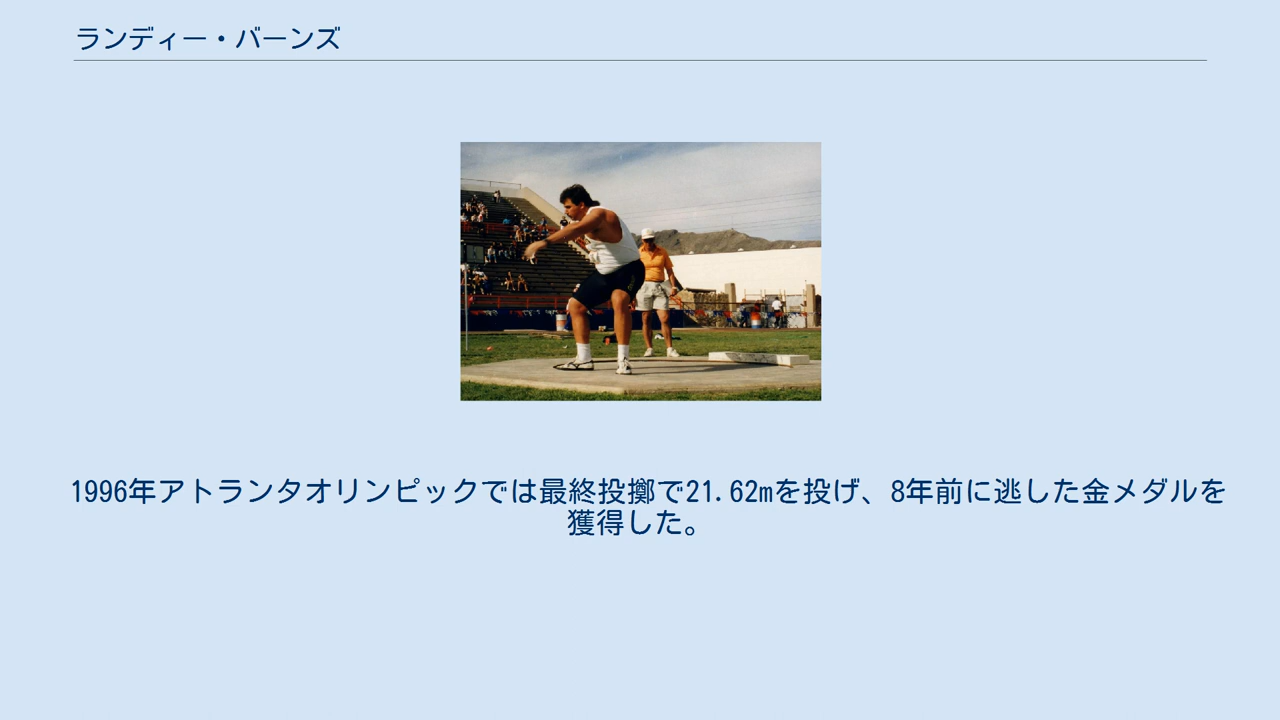 ランディー・バーンズ
1996年アトランタオリンピックでは最終投擲で21.62mを投げ、8年前に逃した金メダルを
獲得した。